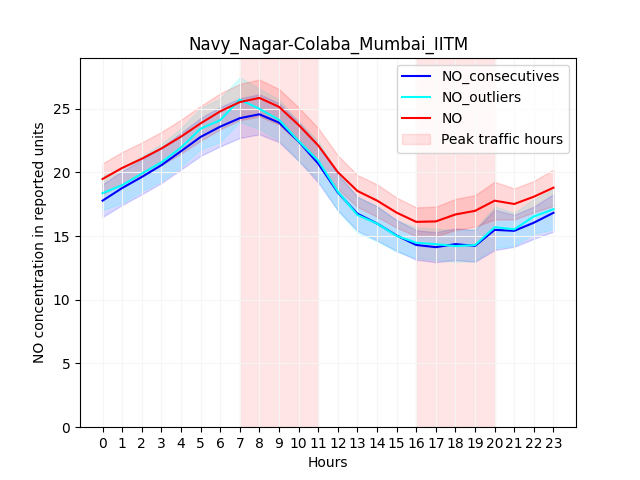 Navy_Nagar-Colaba_Mumbai_IITM
NO_consecutives
NO_outliers
NO
Peak traffic hours
NO concentration in reported units
25
20
15
10
5
0
0 1 2 3 4 5 6 7 8 9 10 11 12 13 14 15 16 17 18 19 20 21 22 23
Hours